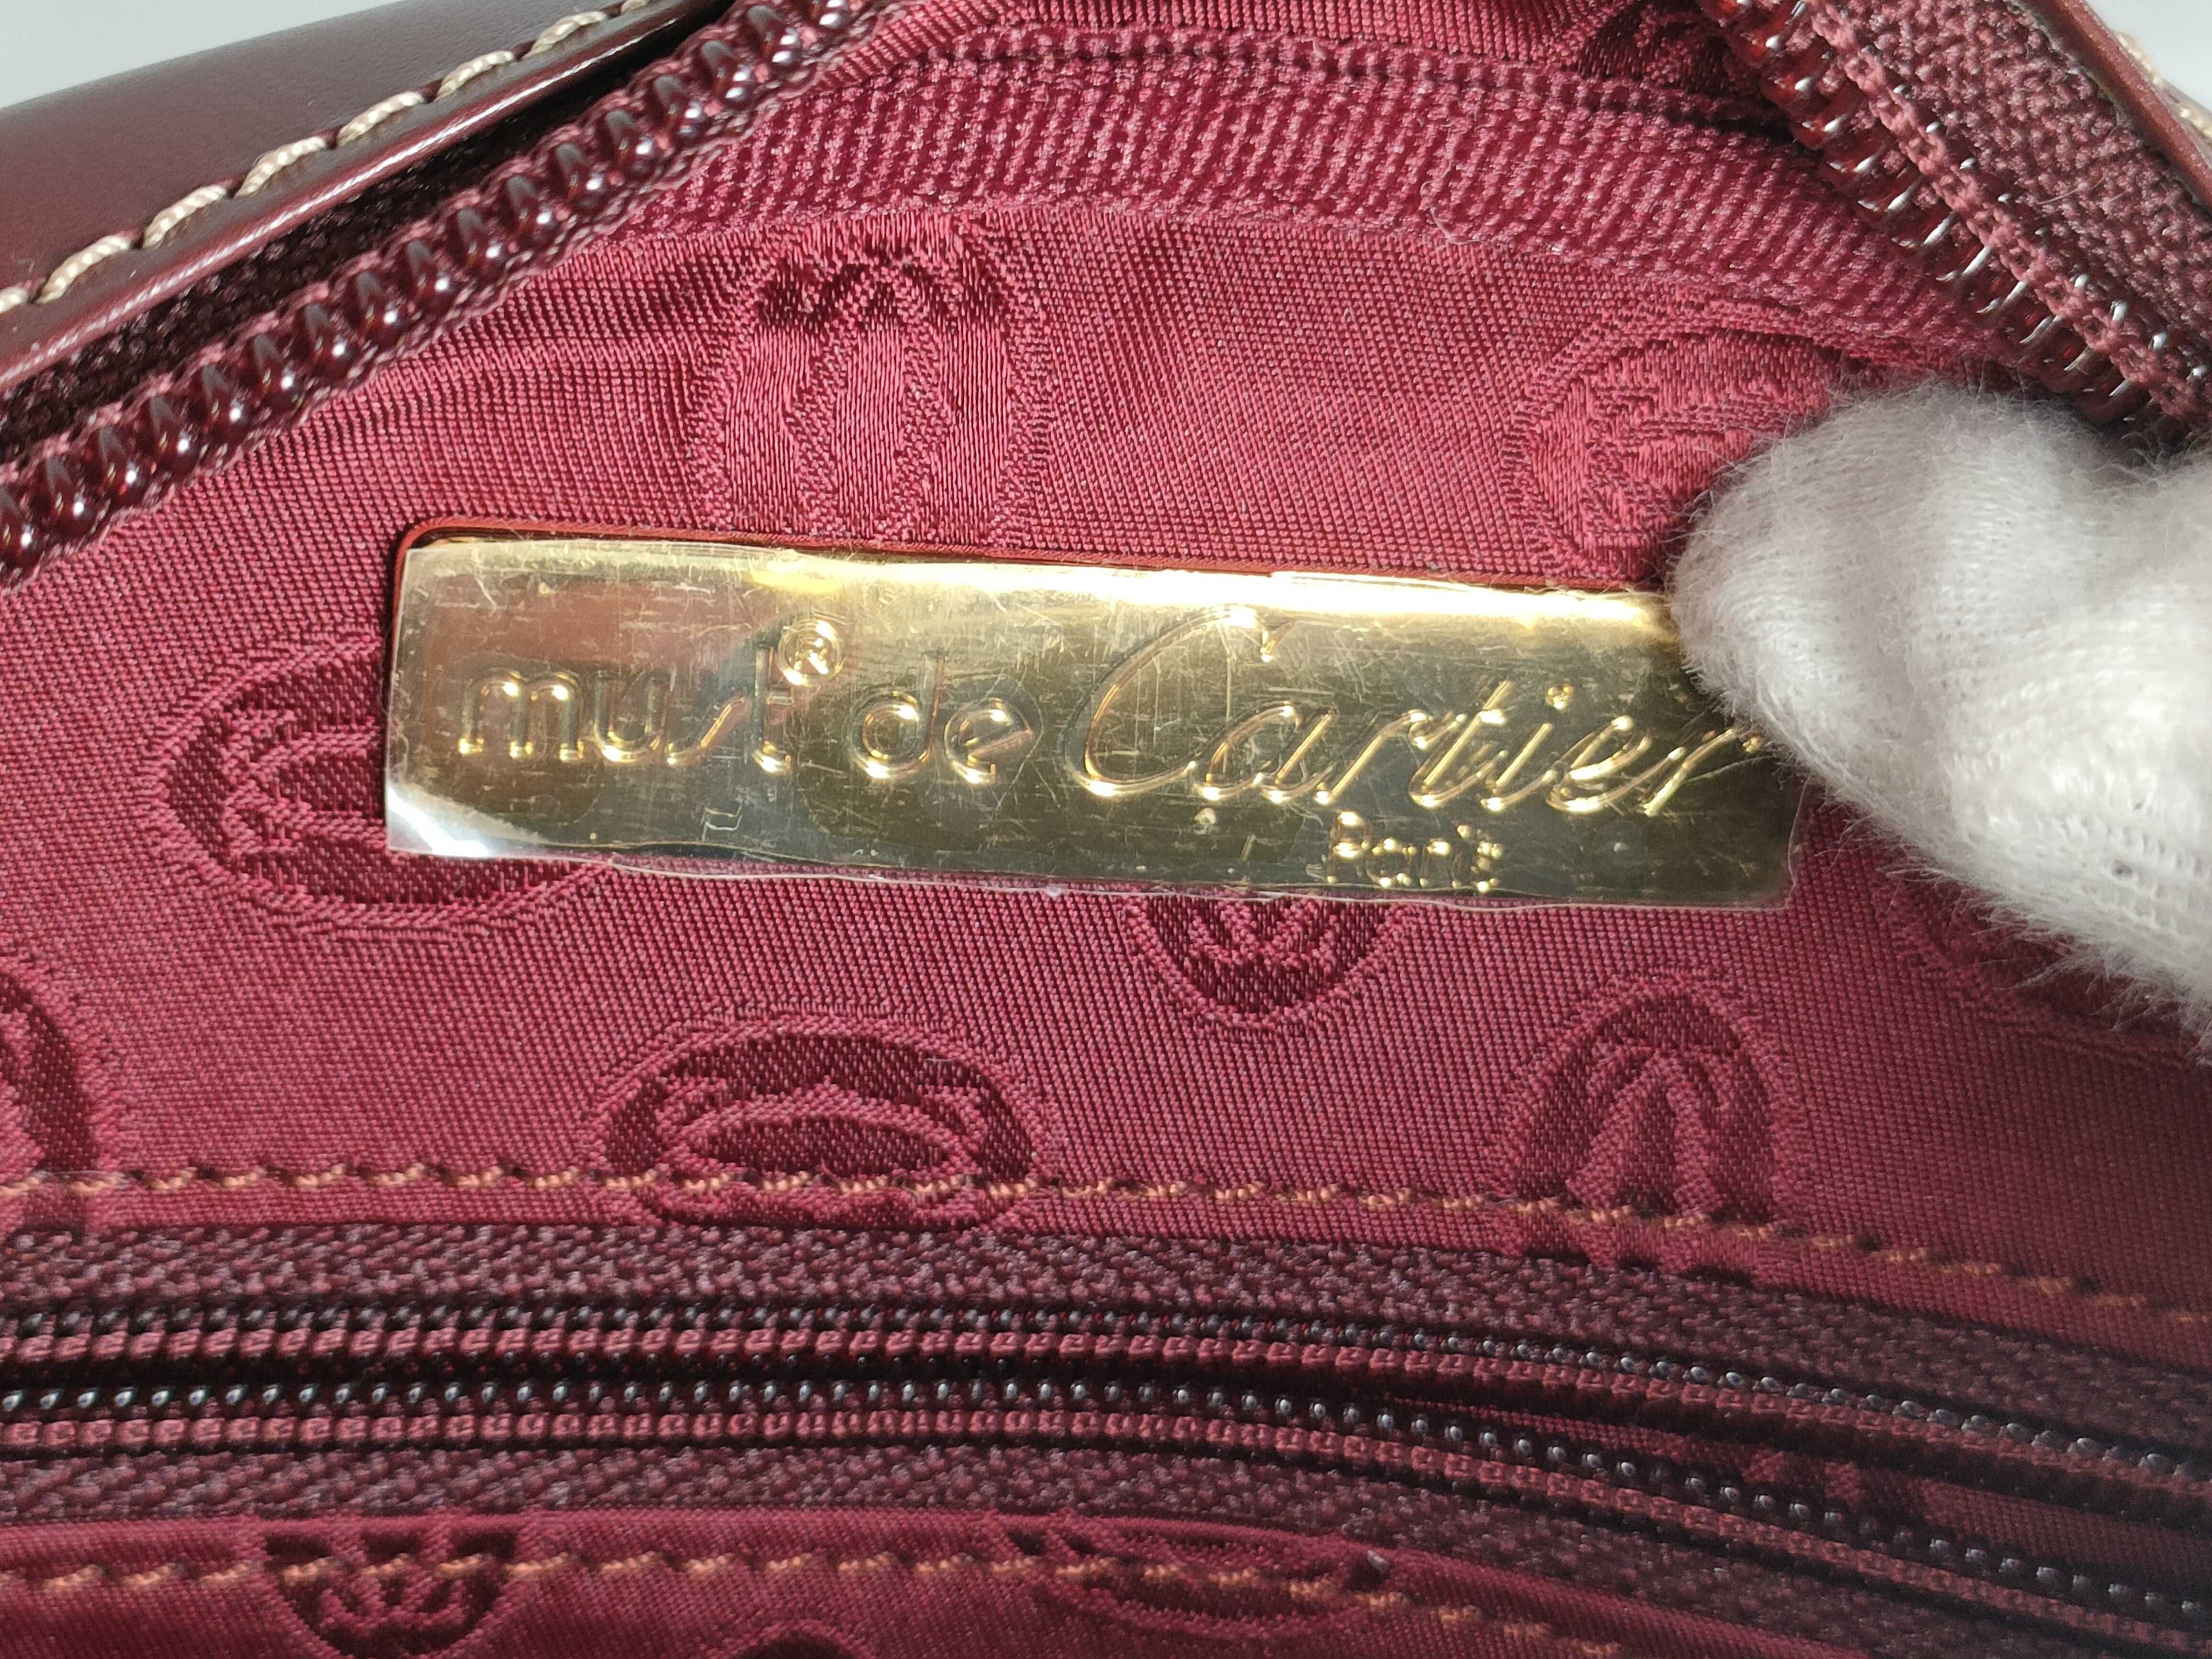 must® de Cartier
Paris